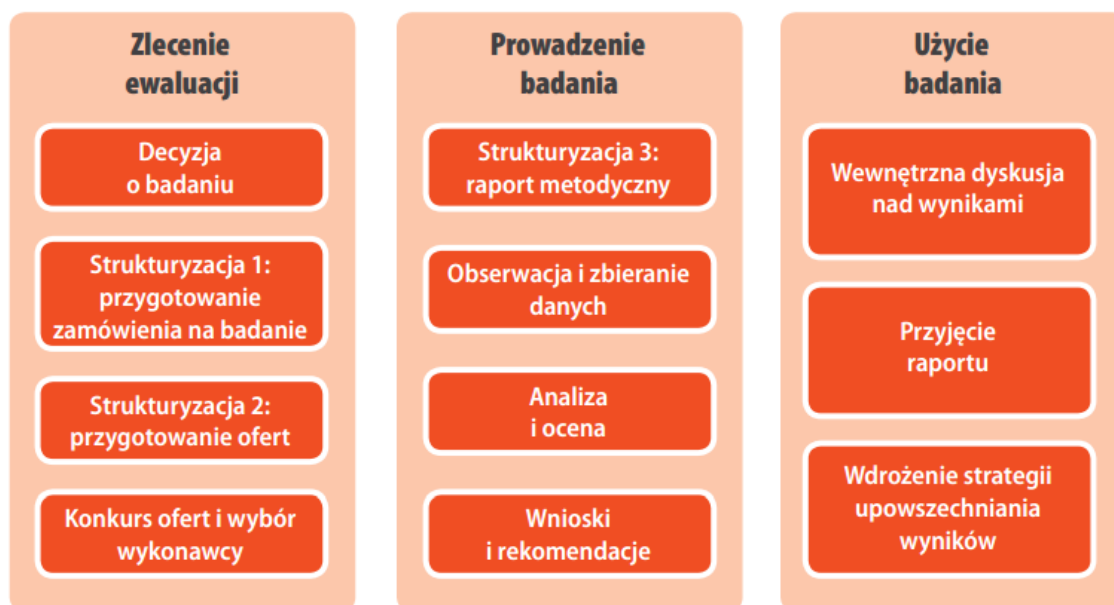 Zlecenie
ewaluacji
Decyzja
o badaniu
Strukturyzacja 1:
przygotowanie
zamówienia na badanie
Strukturyzacja 2:
przygotowanie ofert
Konkurs ofert i wybór
wykonawcy
Prowadzenie
badania
Strukturyzacja 3:
raport metodyczny
Obserwacja i zbieranie
danych
Analiza
i ocena
Wnioski
i rekomendacje
Użycie
badania
Wewnętrzna dyskusja
nad wynikami
Przyjęcie
raportu
Wdrożenie strategii
upowszechniania
wyników